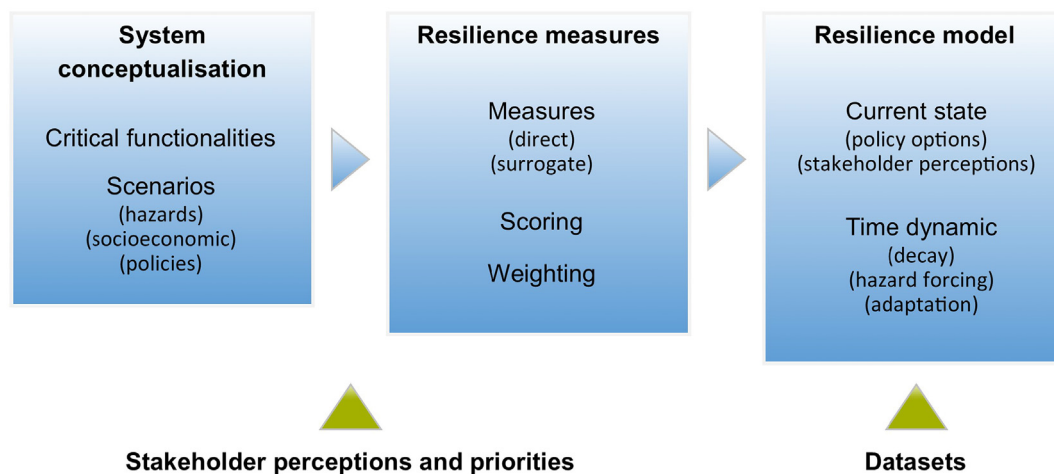 System
conceptualisation
Critical functionalities
Scenarios
(hazards)
(socioeconomic)
(policies)
Resilience measures
Measures
(direct)
(surrogate)
Scoring
Weighting
Resilience model
Current state
(policy options)
(stakeholder perceptions)
Time dynamic
(decay)
(hazard forcing)
(adaptation)
Stakeholder perceptions and priorities
Datasets